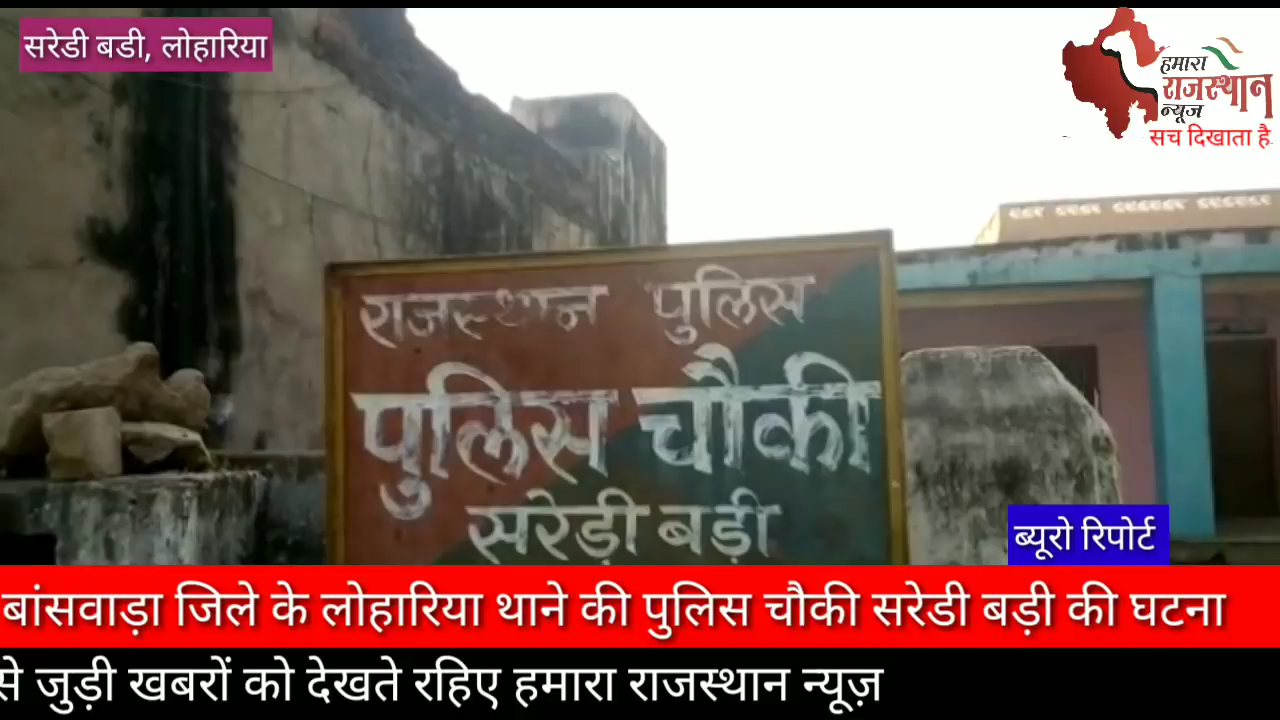 सरेडी बडी, लोहारिया
हमारा
राजस्थान
न्यूज
सच दिखाता है
राजस्थान पुलिस
पुलिस चौकी
सरेड़ी बड़ी
ब्यूरो रिपोर्ट
बांसवाड़ा जिले के लोहारिया थाने की पुलिस चौकी सरेडी बड़ी की घटना
से जुड़ी खबरों को देखते रहिए हमारा राजस्थान न्यूज़